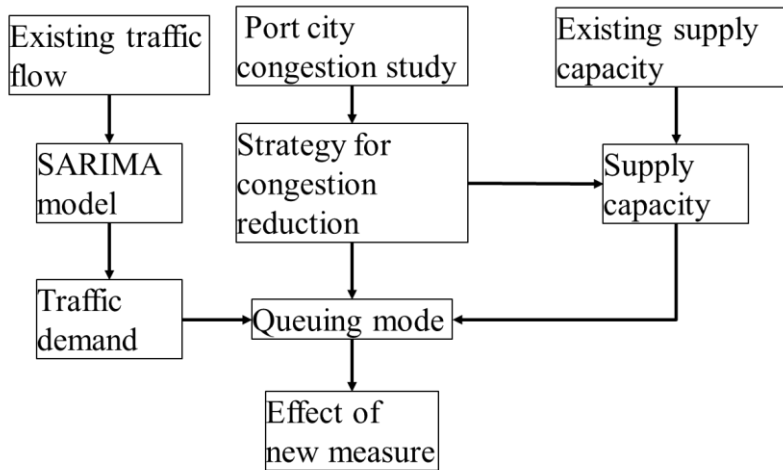 Existing traffic
flow
Port city
congestion study
Existing supply
capacity
SARIMA
model
Strategy for
congestion
reduction
Supply
capacity
Traffic
demand
Queuing mode
Effect of
new measure